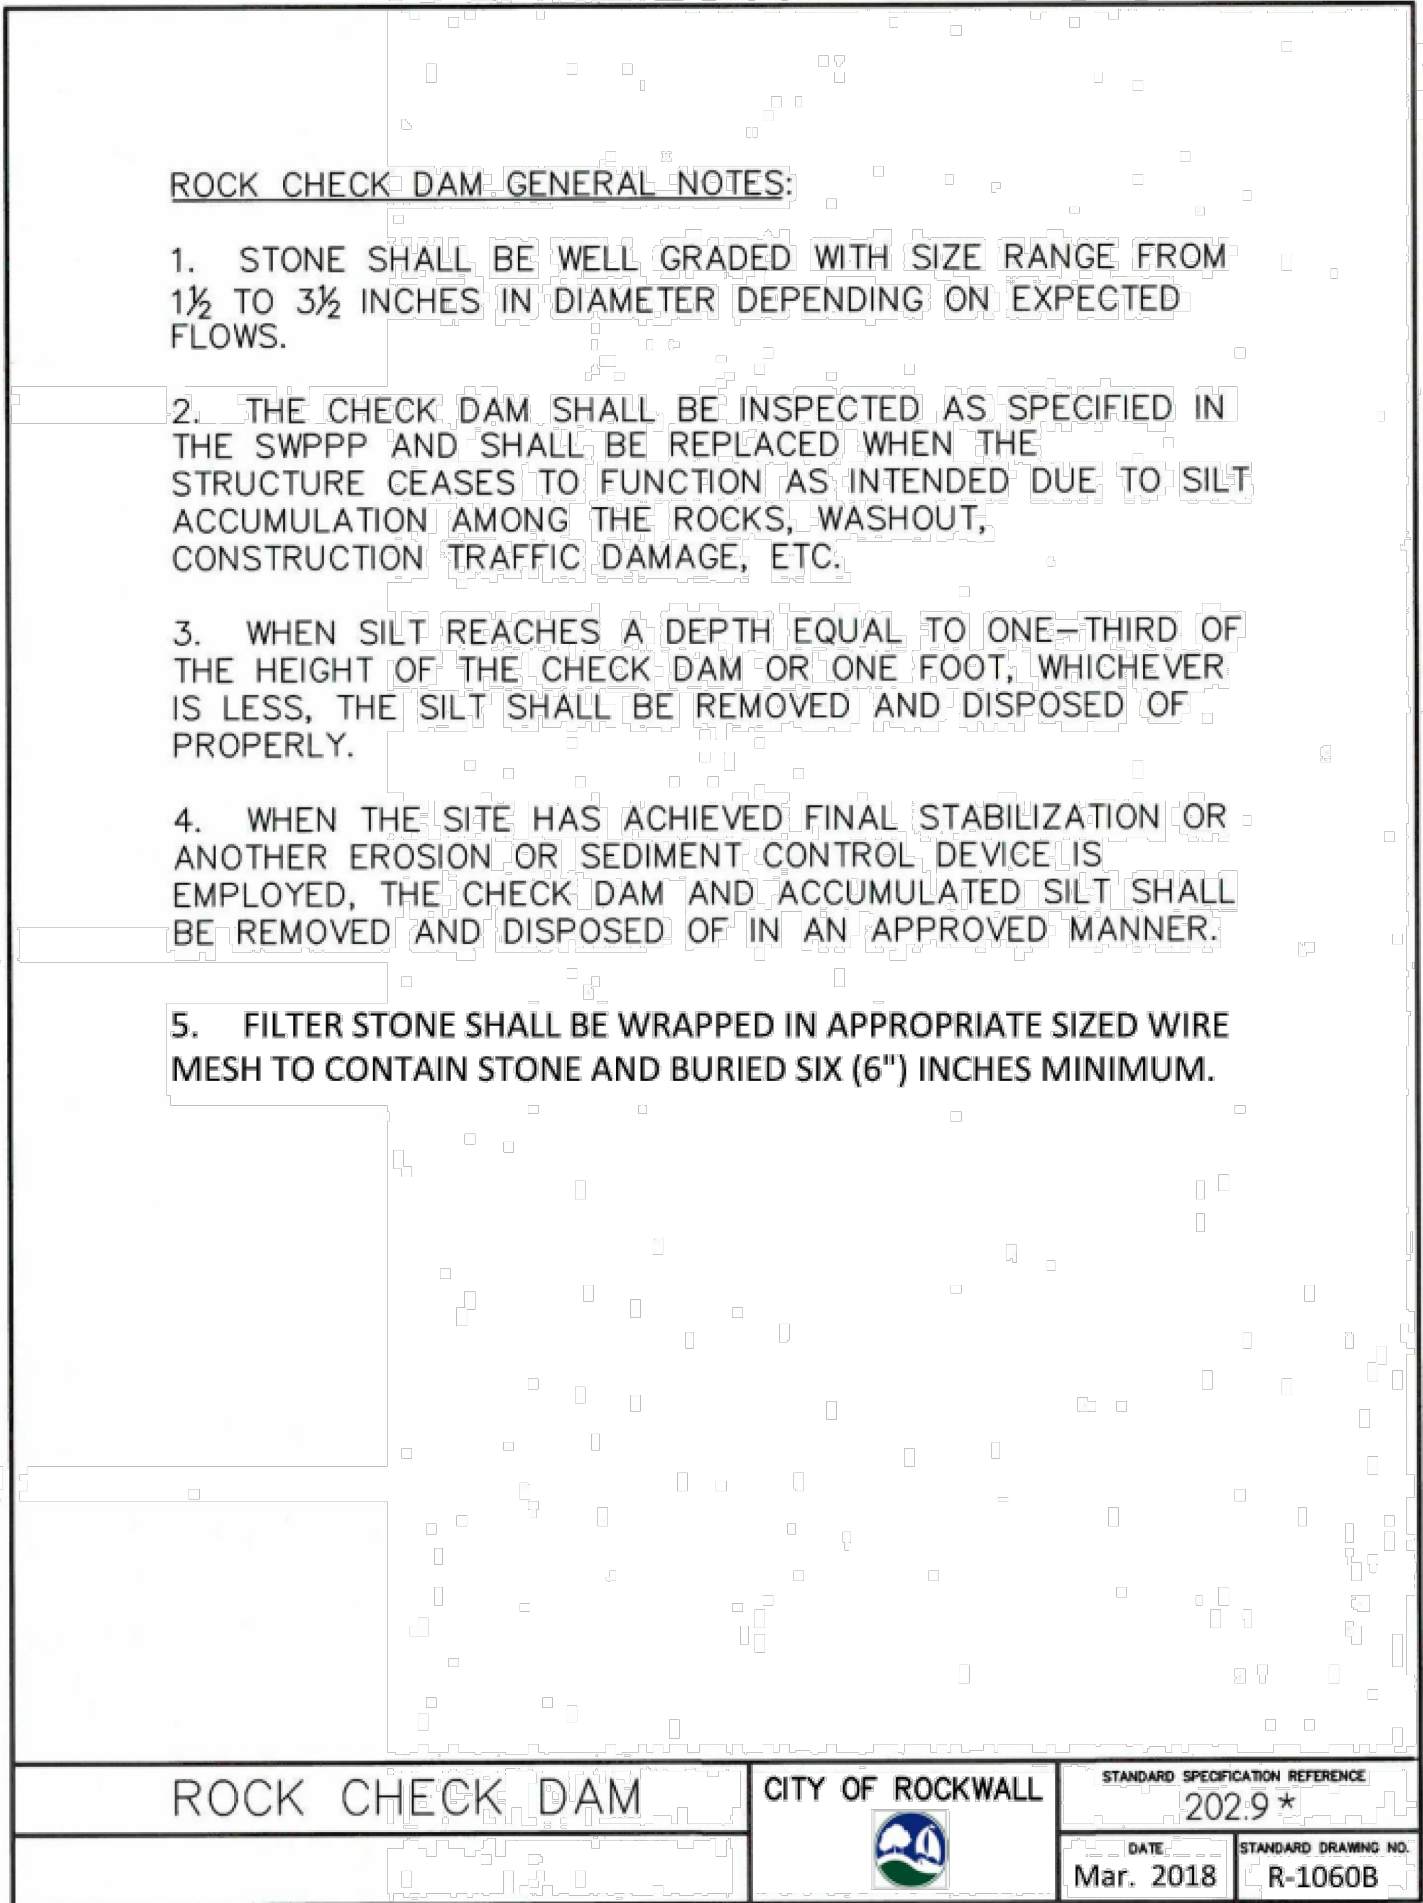 ROCK CHECK DAM GENERAL NOTES:
1. STONE SHALL BE WELL GRADED WITH SIZE RANGE FROM
1½ TO 3½ INCHES IN DIAMETER DEPENDING ON EXPECTED
FLOWS.
2. THE CHECK DAM SHALL BE INSPECTED AS SPECIFIED IN
THE SWPPP AND SHALL BE REPLACED WHEN THE
STRUCTURE CEASES TO FUNCTION AS INTENDED DUE TO SILT
ACCUMULATION AMONG THE ROCKS, WASHOUT,
CONSTRUCTION TRAFFIC DAMAGE, ETC.
3. WHEN SILT REACHES A DEPTH EQUAL TO ONE–THIRD OF
THE HEIGHT OF THE CHECK DAM OR ONE FOOT, WHICHEVER
IS LESS, THE SILT SHALL BE REMOVED AND DISPOSED OF
PROPERLY.
4. WHEN THE SITE HAS ACHIEVED FINAL STABILIZATION OR
ANOTHER EROSION OR SEDIMENT CONTROL DEVICE IS
EMPLOYED, THE CHECK DAM AND ACCUMULATED SILT SHALL
BE REMOVED AND DISPOSED OF IN AN APPROVED MANNER.
5. FILTER STONE SHALL BE WRAPPED IN APPROPRIATE SIZED WIRE
MESH TO CONTAIN STONE AND BURIED SIX (6") INCHES MINIMUM.
ROCK CHECK DAM
CITY OF ROCKWALL
STANDARD SPECIFICATION REFERENCE
202.9 *
DATE
Mar. 2018
STANDARD DRAWING NO.
R-1060B